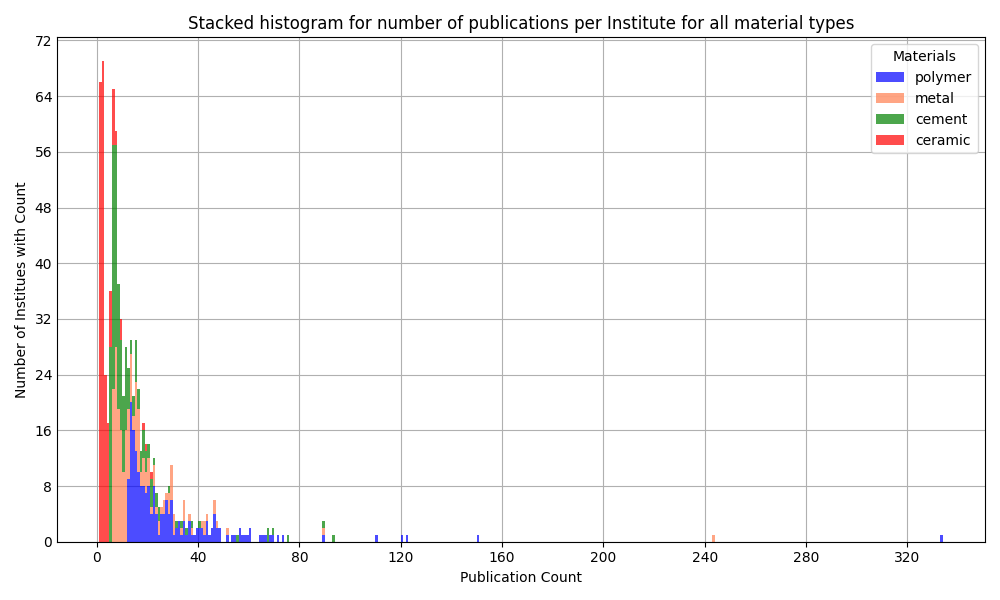 Stacked histogram for number of publications per Institute for all material types
Number of Institues with Count
72
64
56
48
40
32
24
16
8
0
0 40 80 120 160 200 240 280 320
Publication Count
Materials
polymer
metal
cement
ceramic